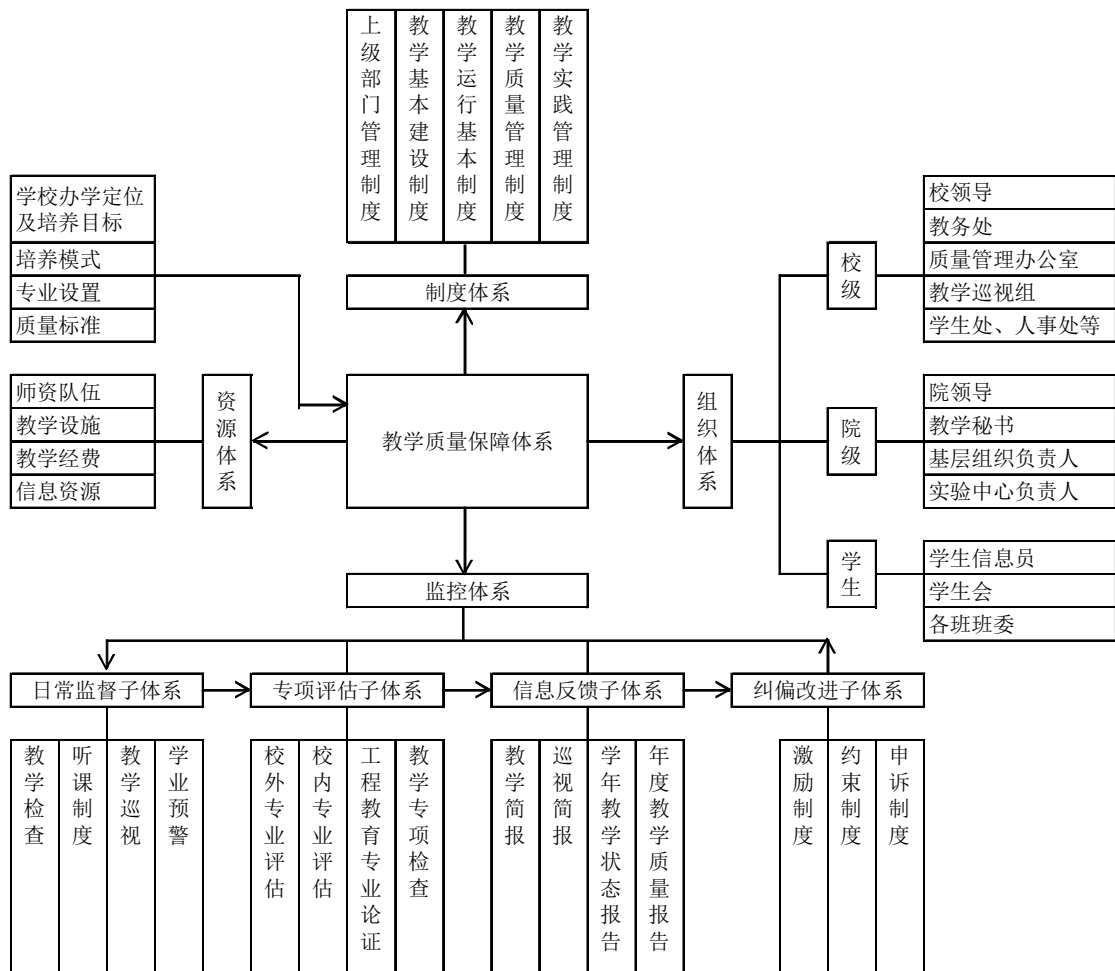 上级部门管理制度
教学基本建设制度
教学运行基本制度
教学质量管理制度
教学实践管理制度
学校办学定位
及培养目标
培养模式
专业设置
质量标准
制度体系
校级
校领导
教务处
质量管理办公室
教学巡视组
学生处、人事处等
师资队伍
教学设施
教学经费
信息资源
资源体系
教学质量保障体系
组织体系
院级
院领导
教学秘书
基层组织负责人
实验中心负责人
监控体系
学生
学生信息员
学生会
各班班委
日常监督子体系
专项评估子体系
信息反馈子体系
纠偏改进子体系
教学检查
听课制度
教学巡视
学业预警
校外专业评估
校内专业评估
工程教育专业论证
教学专项检查
教学简报
巡视简报
学年教学状态报告
年度教学质量报告
激励制度
约束制度
申诉制度